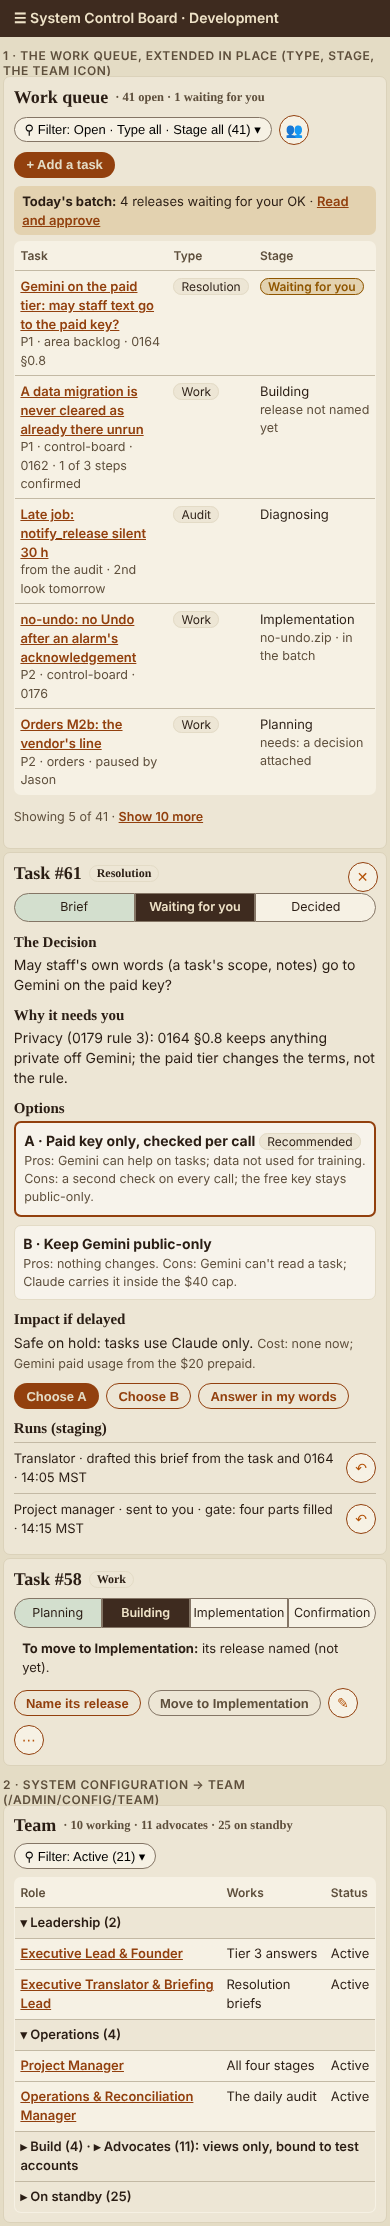 ☰ System Control Board · Development
1 · THE WORK QUEUE, EXTENDED IN PLACE (TYPE, STAGE,
THE TEAM ICON)
Work queue · 41 open · 1 waiting for you
Filter: Open · Type all · Stage all (41) ▾
+ Add a task
Today's batch: 4 releases waiting for your OK · Read
and approve
Task Type Stage
Gemini on the paid
tier: may staff text go
to the paid key?
P1 · area backlog · 0164
§0.8
Resolution
Waiting for you
A data migration is
never cleared as
already there unrun
P1 · control-board ·
0162 · 1 of 3 steps
confirmed
Work
Building
release not named
yet
Late job:
notify_release silent
30 h
from the audit · 2nd
look tomorrow
Audit
Diagnosing
no-undo: no Undo
after an alarm's
acknowledgement
P2 · control-board ·
0176
Work
Implementation
no-undo.zip · in
the batch
Orders M2b: the
vendor's line
P2 · orders · paused by
Jason
Work
Planning
needs: a decision
attached
Showing 5 of 41 · Show 10 more
Task #61 Resolution
✕
Brief Waiting for you Decided
The Decision
May staff's own words (a task's scope, notes) go to
Gemini on the paid key?
Why it needs you
Privacy (0179 rule 3): 0164 §0.8 keeps anything
private off Gemini; the paid tier changes the terms, not
the rule.
Options
A · Paid key only, checked per call Recommended
Pros: Gemini can help on tasks; data not used for training.
Cons: a second check on every call; the free key stays
public-only.
B · Keep Gemini public-only
Pros: nothing changes. Cons: Gemini can't read a task;
Claude carries it inside the $40 cap.
Impact if delayed
Safe on hold: tasks use Claude only. Cost: none now;
Gemini paid usage from the $20 prepaid.
Choose A Choose B Answer in my words
Runs (staging)
Translator · drafted this brief from the task and 0164
· 14:05 MST
↶
Project manager · sent to you · gate: four parts filled
· 14:15 MST
↶
Task #58 Work
Planning Building Implementation Confirmation
To move to Implementation: its release named (not
yet).
Name its release Move to Implementation ✎
⋯
2 · SYSTEM CONFIGURATION → TEAM
(/ADMIN/CONFIG/TEAM)
Team · 10 working · 11 advocates · 25 on standby
Filter: Active (21) ▾
Role Works Status
▾ Leadership (2)
Executive Lead & Founder Tier 3 answers Active
Executive Translator & Briefing
Lead
Resolution
briefs
Active
▾ Operations (4)
Project Manager All four stages Active
Operations & Reconciliation
Manager
The daily audit Active
▸ Build (4) · ▸ Advocates (11): views only, bound to test
accounts
▸ On standby (25)